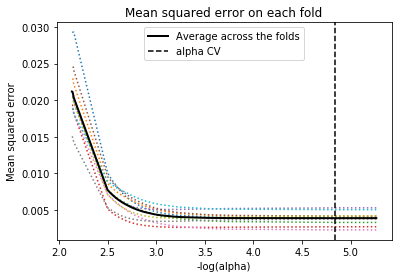 Mean squared error on each fold
Average across the folds
alpha CV
Mean squared error
0.030
0.025
0.020
0.015
0.010
0.005
2.0 2.5 3.0 3.5 4.0 4.5 5.0
-log(alpha)